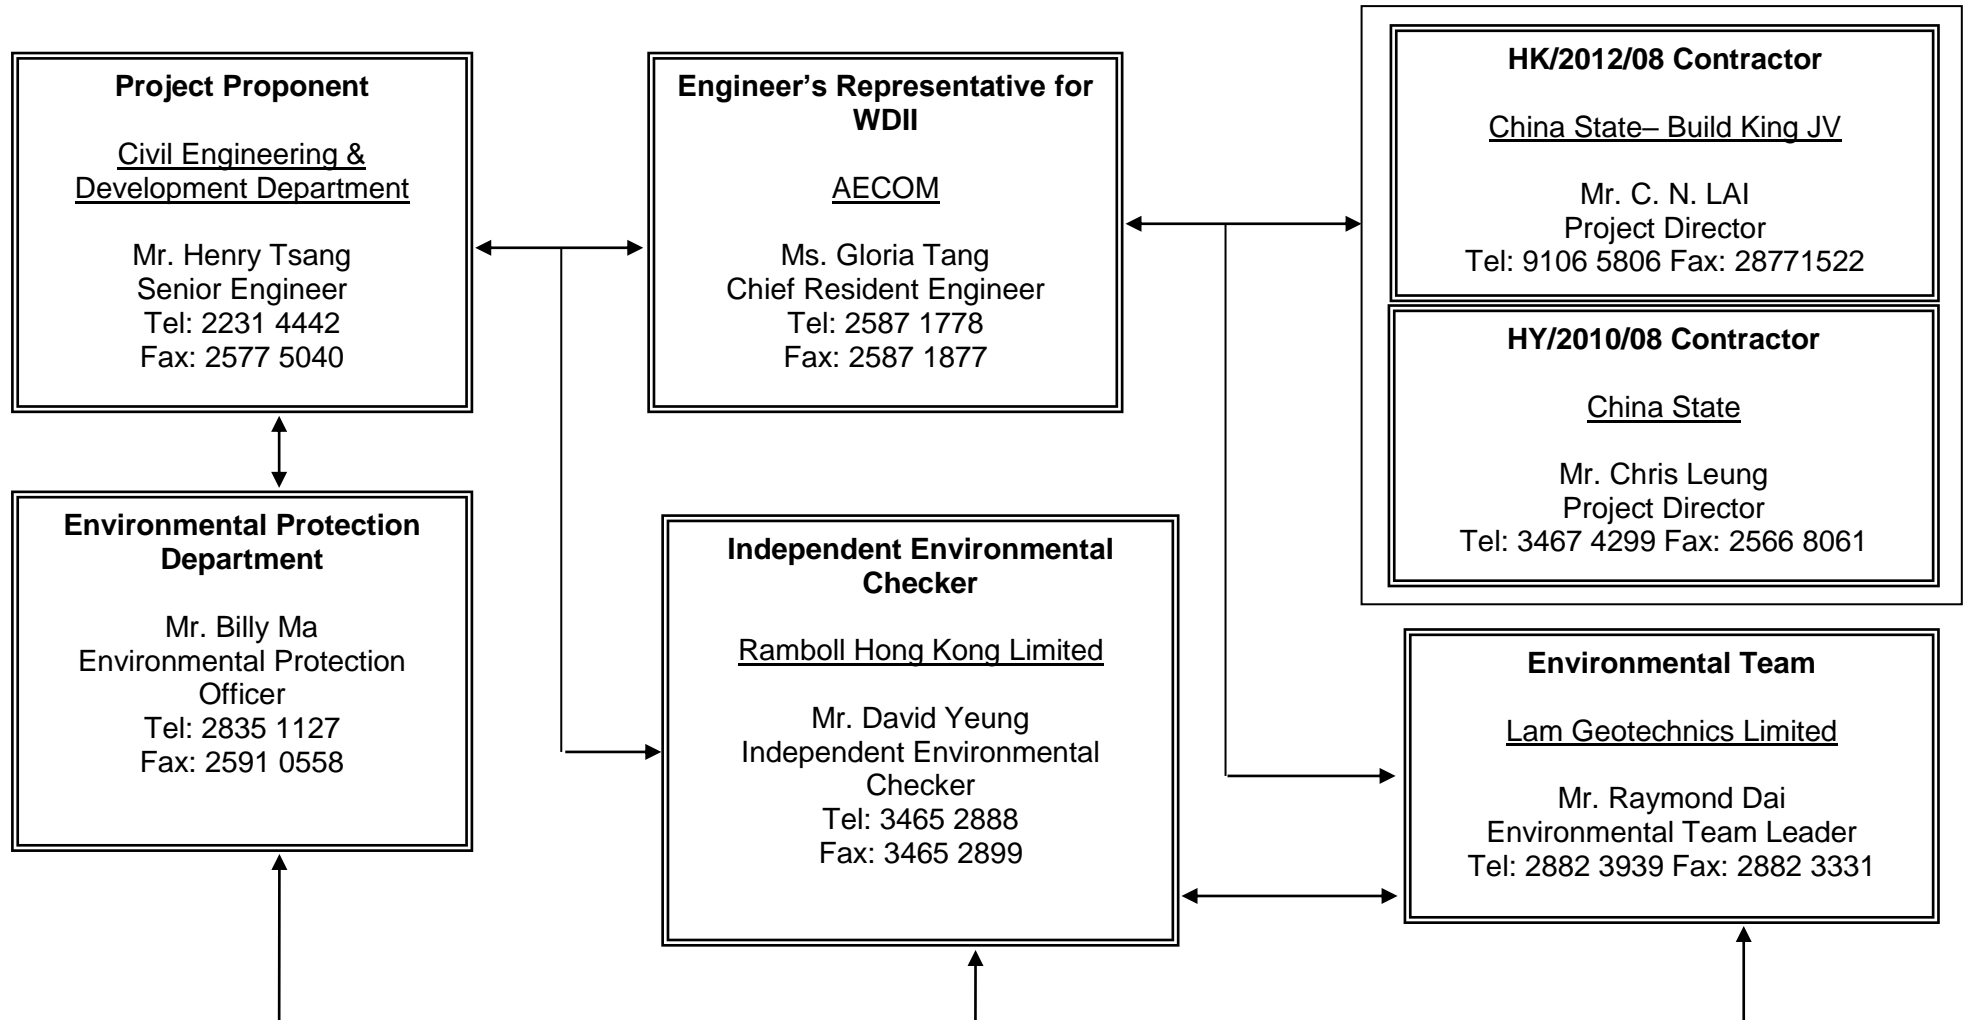 Project Proponent
Civil Engineering &
Development Department
Mr. Henry Tsang
Senior Engineer
Tel: 2231 4442
Fax: 2577 5040
Engineer’s Representative for
WDII
AECOM
Ms. Gloria Tang
Chief Resident Engineer
Tel: 2587 1778
Fax: 2587 1877
HK/2012/08 Contractor
China State– Build King JV
Mr. C. N. LAI
Project Director
Tel: 9106 5806 Fax: 28771522
HY/2010/08 Contractor
China State
Mr. Chris Leung
Project Director
Tel: 3467 4299 Fax: 2566 8061
Environmental Protection
Department
Mr. Billy Ma
Environmental Protection
Officer
Tel: 2835 1127
Fax: 2591 0558
Independent Environmental
Checker
Ramboll Hong Kong Limited
Mr. David Yeung
Independent Environmental
Checker
Tel: 3465 2888
Fax: 3465 2899
Environmental Team
Lam Geotechnics Limited
Mr. Raymond Dai
Environmental Team Leader
Tel: 2882 3939 Fax: 2882 3331